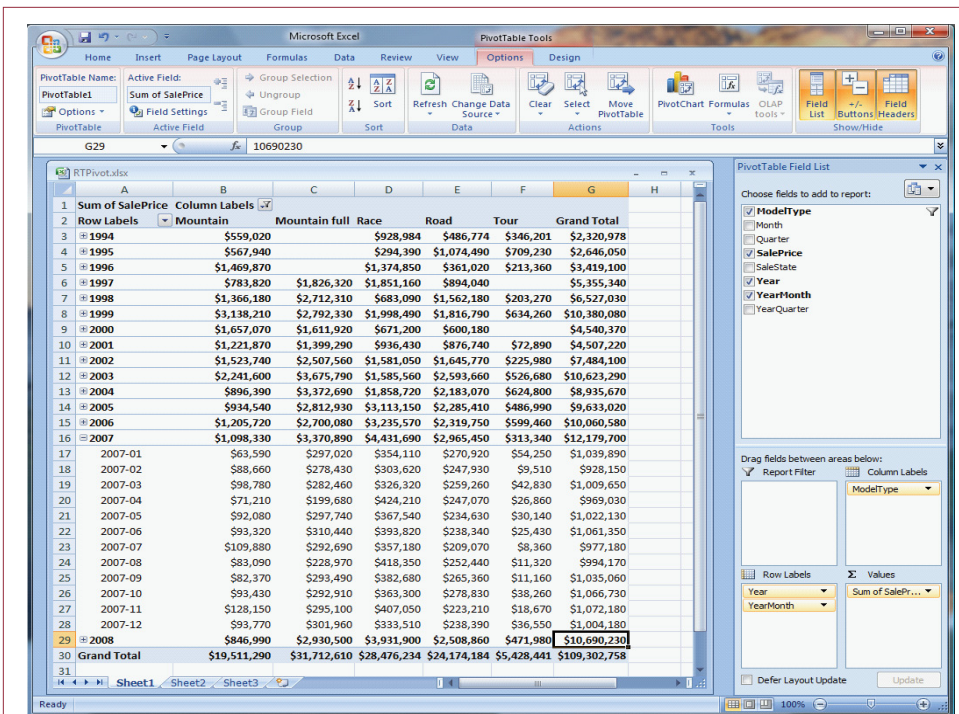 Microsoft Excel PivotTable Tools
Home Insert Page Layout Formulas Data Review View Options Design
PivotTable Name: Active Field: Group Selection
PivotTable1 Sum of SalePrice Ungroup Sort Refresh Change Data Clear Select Move PivotChart Formulas OLAP Field +/- Field
Options Field Settings Group Field Source PivotTable tools List Buttons Headers
PivotTable Active Field Group Sort Data Actions Tools Show/Hide
G29 fx 10690230
RTPivot.xlsx
A B C D E F G H
1 Sum of SalePrice Column Labels
2 Row Labels Mountain Mountain full Race Road Tour Grand Total
3 1994 $559,020 $928,984 $486,774 $346,201 $2,320,978
4 1995 $567,940 $294,390 $1,074,490 $709,230 $2,646,050
5 1996 $1,469,870 $1,374,850 $361,020 $213,360 $3,419,100
6 1997 $783,820 $1,826,320 $1,851,160 $894,040 $5,355,340
7 1998 $1,366,180 $2,712,310 $683,090 $1,562,180 $203,270 $6,527,030
8 1999 $3,138,210 $2,792,330 $1,998,490 $1,816,790 $634,260 $10,380,080
9 2000 $1,657,070 $1,611,920 $671,200 $600,180 $4,540,370
10 2001 $1,221,870 $1,399,290 $936,430 $876,740 $72,890 $4,507,220
11 2002 $1,523,740 $2,507,560 $1,581,050 $1,645,770 $225,980 $7,484,100
12 2003 $2,241,600 $3,675,790 $1,585,560 $2,593,660 $526,680 $10,623,290
13 2004 $896,390 $3,372,690 $1,858,720 $2,183,070 $624,800 $8,935,670
14 2005 $934,540 $2,812,930 $3,113,150 $2,285,410 $486,990 $9,633,020
15 2006 $1,205,720 $2,700,080 $3,235,570 $2,319,750 $599,460 $10,060,580
16 2007 $1,098,330 $3,370,890 $4,431,690 $2,965,450 $313,340 $12,179,700
17 2007-01 $63,590 $297,020 $354,110 $270,920 $54,250 $1,039,890
18 2007-02 $88,660 $278,430 $303,620 $247,930 $9,510 $928,150
19 2007-03 $98,780 $282,460 $326,320 $259,260 $42,830 $1,009,650
20 2007-04 $71,210 $199,680 $424,210 $247,070 $26,860 $969,030
21 2007-05 $92,080 $297,740 $367,540 $234,630 $30,140 $1,022,130
22 2007-06 $93,320 $310,440 $393,820 $238,340 $25,430 $1,061,350
23 2007-07 $109,880 $292,690 $357,180 $209,070 $8,360 $977,180
24 2007-08 $83,090 $228,970 $418,350 $252,440 $11,320 $994,170
25 2007-09 $82,370 $293,490 $382,680 $265,360 $11,160 $1,035,060
26 2007-10 $93,430 $292,910 $363,300 $278,830 $38,260 $1,066,730
27 2007-11 $128,150 $295,100 $407,050 $223,210 $18,670 $1,072,180
28 2007-12 $93,770 $301,960 $333,510 $238,390 $36,550 $1,004,180
29 2008 $846,990 $2,930,500 $3,931,900 $2,508,860 $471,980 $10,690,230
30 Grand Total $19,511,290 $31,712,610 $28,476,234 $24,174,184 $5,428,441 $109,302,758
31
Sheet1 Sheet2 Sheet3
PivotTable Field List
Choose fields to add to report:
ModelType
Month
Quarter
SalePrice
SaleState
Year
YearMonth
YearQuarter
Drag fields between areas below:
Report Filter Column Labels
ModelType
Row Labels Σ Values
Year Sum of SalePr...
YearMonth
Defer Layout Update Update
Ready 100%